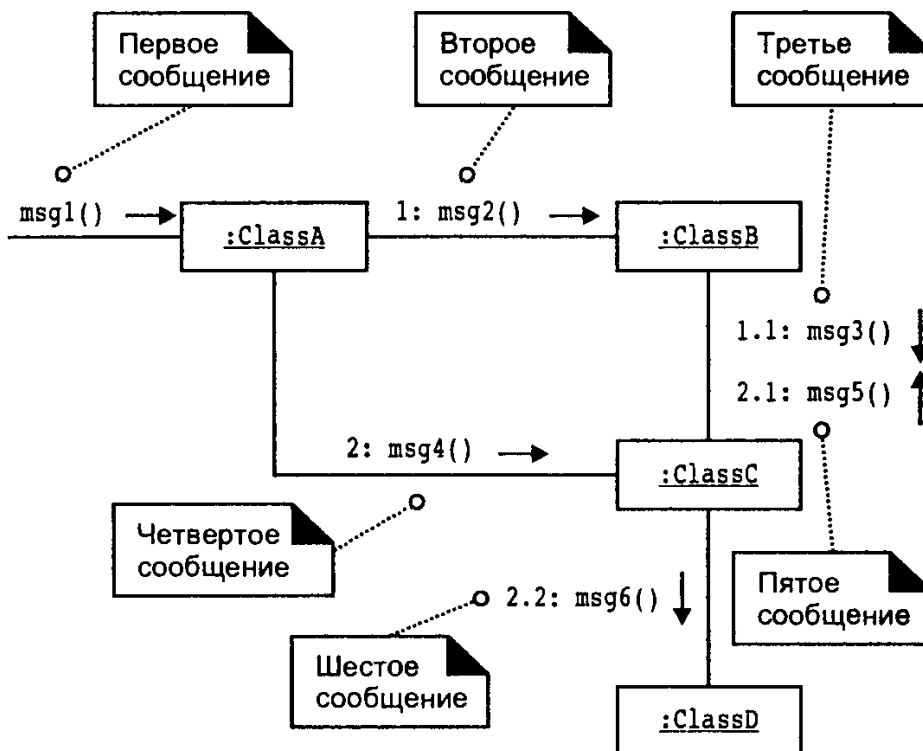 Первое
сообщение
Второе
сообщение
Третье
сообщение
msg1()
:ClassA
1: msg2()
:ClassB
1.1: msg3()
2.1: msg5()
2: msg4()
:ClassC
Четвертое
сообщение
Пятое
сообщение
2.2: msg6()
Шестое
сообщение
:ClassD